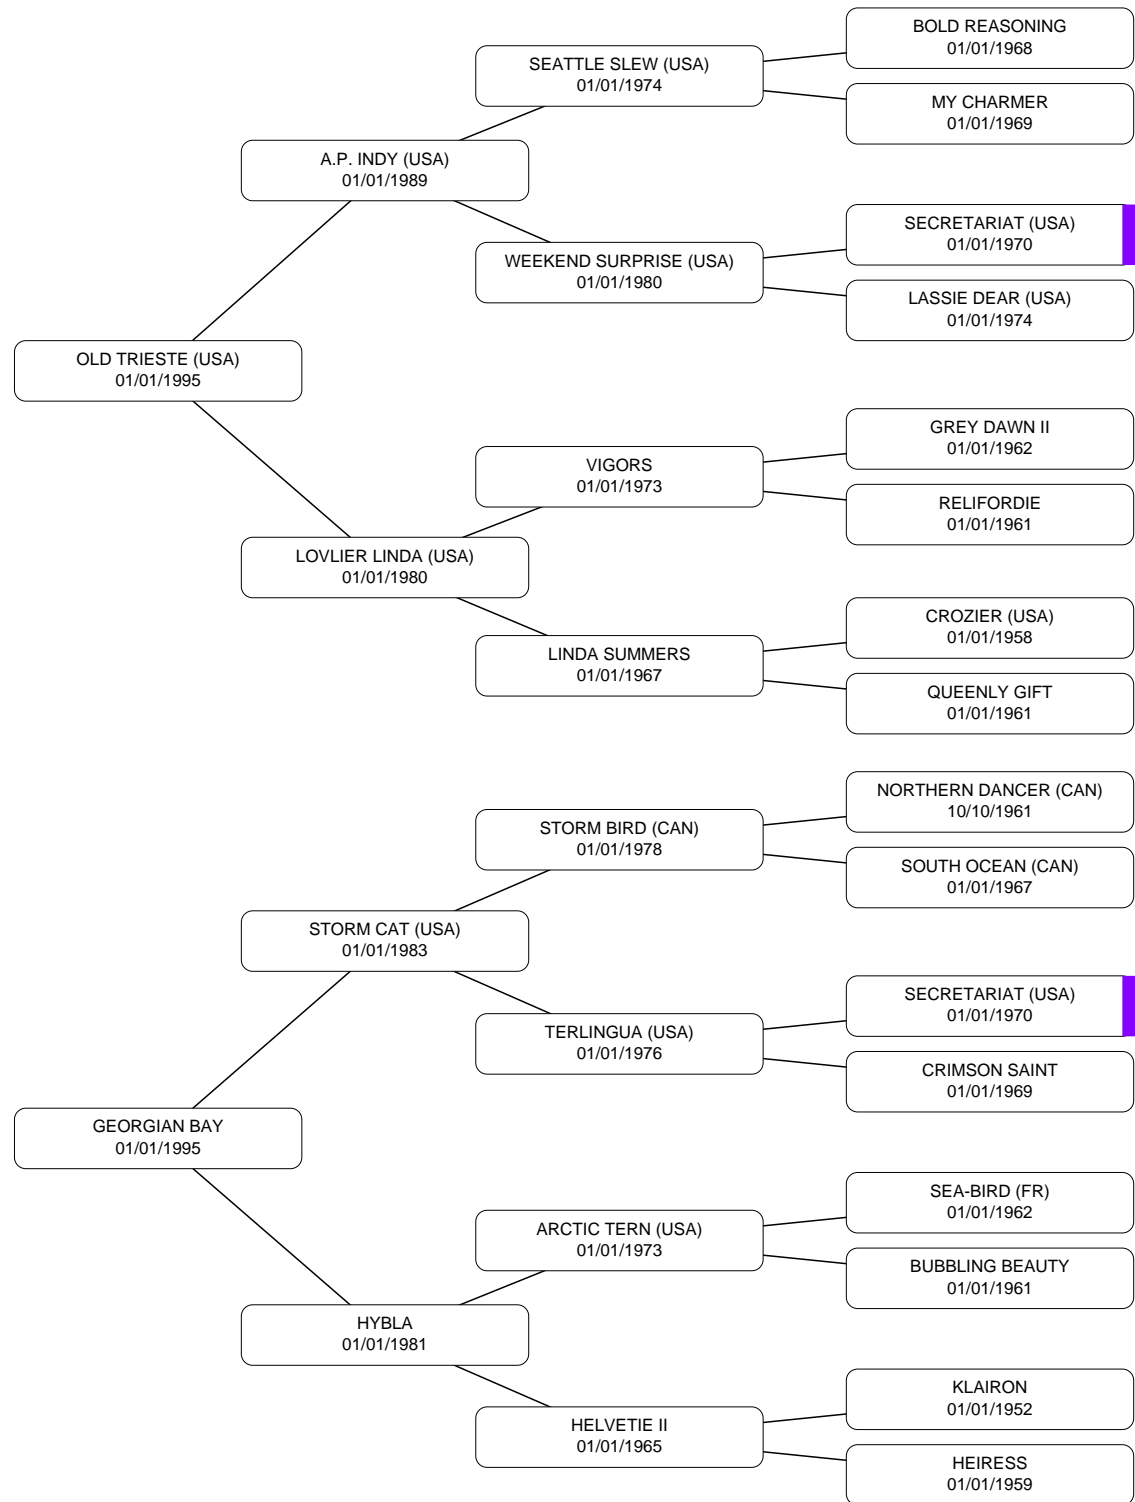 BOLD REASONING
01/01/1968
SEATTLE SLEW (USA)
01/01/1974
MY CHARMER
01/01/1969
A.P. INDY (USA)
01/01/1989
SECRETARIAT (USA)
01/01/1970
WEEKEND SURPRISE (USA)
01/01/1980
LASSIE DEAR (USA)
01/01/1974
OLD TRIESTE (USA)
01/01/1995
GREY DAWN II
01/01/1962
VIGORS
01/01/1973
RELIFORDIE
01/01/1961
LOVLIER LINDA (USA)
01/01/1980
CROZIER (USA)
01/01/1958
LINDA SUMMERS
01/01/1967
QUEENLY GIFT
01/01/1961
NORTHERN DANCER (CAN)
10/10/1961
STORM BIRD (CAN)
01/01/1978
SOUTH OCEAN (CAN)
01/01/1967
STORM CAT (USA)
01/01/1983
SECRETARIAT (USA)
01/01/1970
TERLINGUA (USA)
01/01/1976
CRIMSON SAINT
01/01/1969
GEORGIAN BAY
01/01/1995
SEA-BIRD (FR)
01/01/1962
ARCTIC TERN (USA)
01/01/1973
BUBBLING BEAUTY
01/01/1961
HYBLA
01/01/1981
KLAIRON
01/01/1952
HELVETIE II
01/01/1965
HEIRESS
01/01/1959